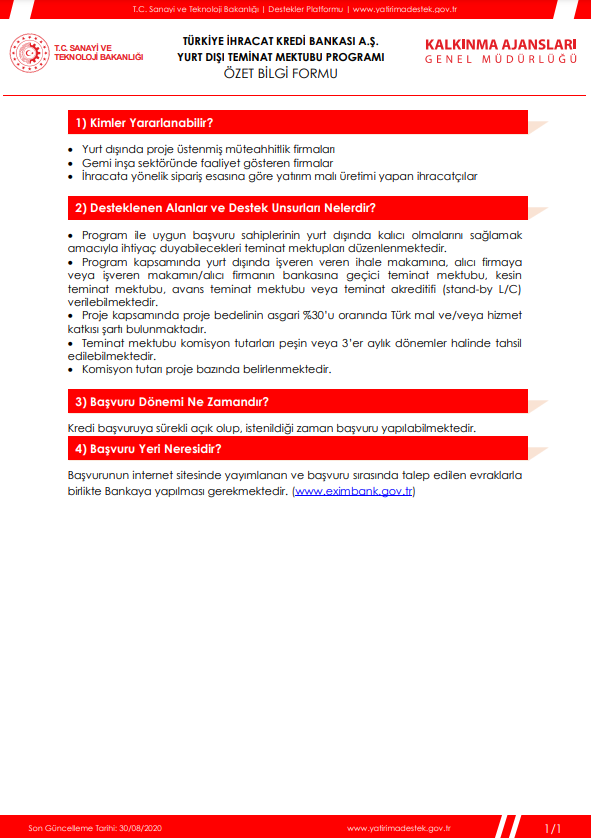 T.C. Sanayi ve Teknoloji Bakanlığı | Destekler Platformu | www.yatirimadestek.gov.tr
T.C. SANAYİ VE
TEKNOLOJİ BAKANLIĞI
TÜRKİYE İHRACAT KREDİ BANKASI A.Ş.
YURT DIŞI TEMİNAT MEKTUBU PROGRAMI
ÖZET BİLGİ FORMU
KALKINMA AJANSLARI
GENEL MÜDÜRLÜĞÜ
1) Kimler Yararlanabilir?
• Yurt dışında proje üstenmiş müteahhitlik firmaları
• Gemi inşa sektöründe faaliyet gösteren firmalar
• İhracata yönelik sipariş esasına göre yatırım malı üretimi yapan ihracatçılar
2) Desteklenen Alanlar ve Destek Unsurları Nelerdir?
• Program ile uygun başvuru sahiplerinin yurt dışında kalıcı olmalarını sağlamak
amacıyla ihtiyaç duyabilecekleri teminat mektupları düzenlenmektedir.
• Program kapsamında yurt dışında işveren veren ihale makamına, alıcı firmaya
veya işveren makamın/alıcı firmanın bankasına geçici teminat mektubu, kesin
teminat mektubu, avans teminat mektubu veya teminat akreditifi (stand-by L/C)
verilebilmektedir.
• Proje kapsamında proje bedelinin asgari %30'u oranında Türk mal ve/veya hizmet
katkısı şartı bulunmaktadır.
• Teminat mektubu komisyon tutarları peşin veya 3'er aylık dönemler halinde tahsil
edilebilmektedir.
• Komisyon tutarı proje bazında belirlenmektedir.
3) Başvuru Dönemi Ne Zamandır?
Kredi başvuruya sürekli açık olup, istenildiği zaman başvuru yapılabilmektedir.
4) Başvuru Yeri Neresidir?
Başvurunun internet sitesinde yayımlanan ve başvuru sırasında talep edilen evraklarla
birlikte Bankaya yapılması gerekmektedir. (www.eximbank.gov.tr)
Son Güncelleme Tarihi: 30/08/2020
www.yatirimadestek.gov.tr
1/1